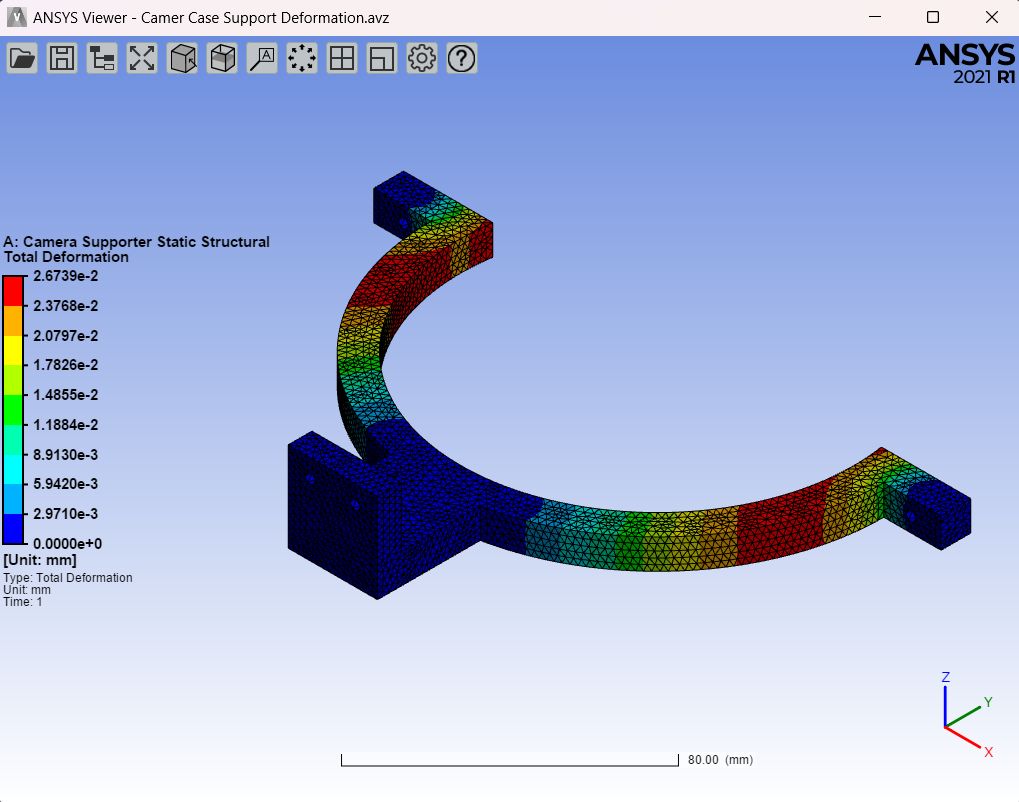 ANSYS Viewer - Camer Case Support Deformation.avz
ANSYS
2021 R1
A: Camera Supporter Static Structural
Total Deformation
2.6739e-2
2.3768e-2
2.0797e-2
1.7826e-2
1.4855e-2
1.1884e-2
8.9130e-3
5.9420e-3
2.9710e-3
0.0000e+0
[Unit: mm]
Type: Total Deformation
Unit: mm
Time: 1
Z
Y
X
80.00 (mm)